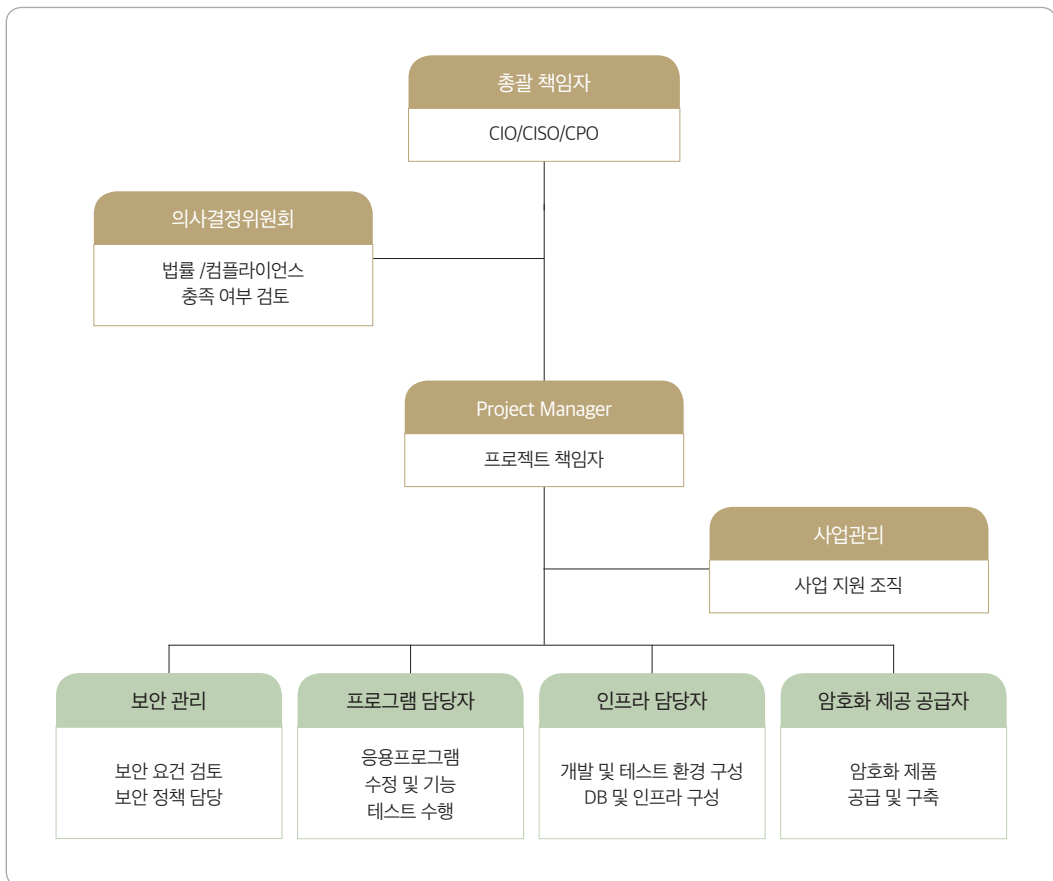 총괄 책임자
CIO/CISO/CPO
의사결정위원회
법률 /컴플라이언스
충족 여부 검토
Project Manager
프로젝트 책임자
사업관리
사업 지원 조직
보안 관리
보안 요건 검토
보안 정책 담당
프로그램 담당자
응용프로그램
수정 및 기능
테스트 수행
인프라 담당자
개발 및 테스트 환경 구성
DB 및 인프라 구성
암호화 제공 공급자
암호화 제품
공급 및 구축